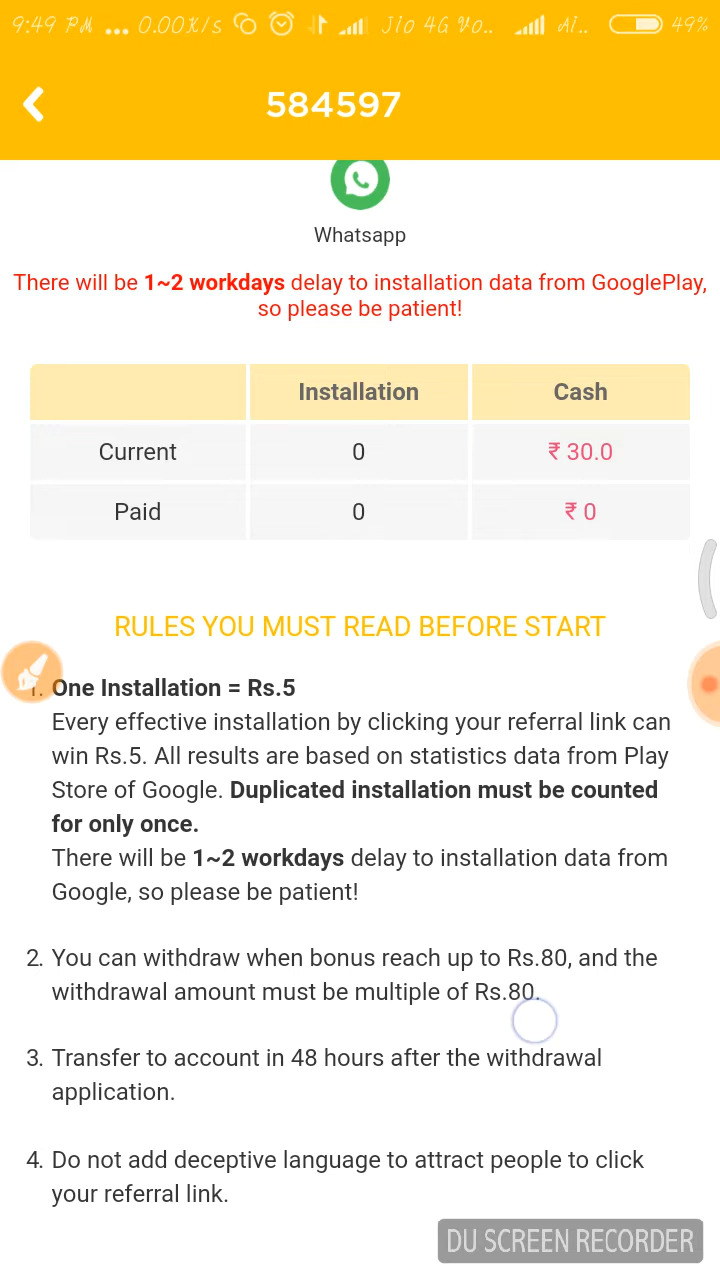 9:49 PM ... 0.00K/s Jio 4G Vo.. Ai.. 49%
584597
Whatsapp
There will be 1~2 workdays delay to installation data from GooglePlay,
so please be patient!
Installation Cash
Current 0 ₹ 30.0
Paid 0 ₹ 0
RULES YOU MUST READ BEFORE START
1. One Installation = Rs.5
Every effective installation by clicking your referral link can
win Rs.5. All results are based on statistics data from Play
Store of Google. Duplicated installation must be counted
for only once.
There will be 1~2 workdays delay to installation data from
Google, so please be patient!
2. You can withdraw when bonus reach up to Rs.80, and the
withdrawal amount must be multiple of Rs.80.
3. Transfer to account in 48 hours after the withdrawal
application.
4. Do not add deceptive language to attract people to click
your referral link.
DU SCREEN RECORDER